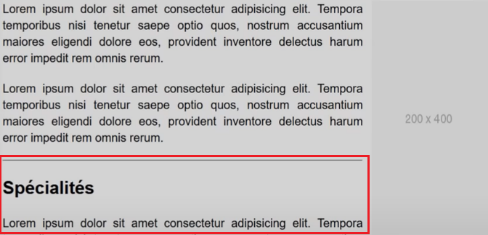 Lorem ipsum dolor sit amet consectetur adipisicing elit. Tempora
temporibus nisi tenetur saepe optio quos, nostrum accusantium
maiores eligendi dolore eos, provident inventore delectus harum
error impedit rem omnis rerum.
Lorem ipsum dolor sit amet consectetur adipisicing elit. Tempora
temporibus nisi tenetur saepe optio quos, nostrum accusantium
maiores eligendi dolore eos, provident inventore delectus harum
error impedit rem omnis rerum.
200 x 400
Spécialités
Lorem ipsum dolor sit amet consectetur adipisicing elit. Tempora